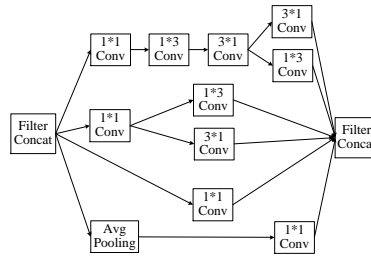 3*1
Conv
1*1
Conv
1*3
Conv
3*1
Conv
1*3
Conv
1*3
Conv
Filter
Concat
1*1
Conv
3*1
Conv
Filter
Concat
1*1
Conv
Avg
Pooling
1*1
Conv